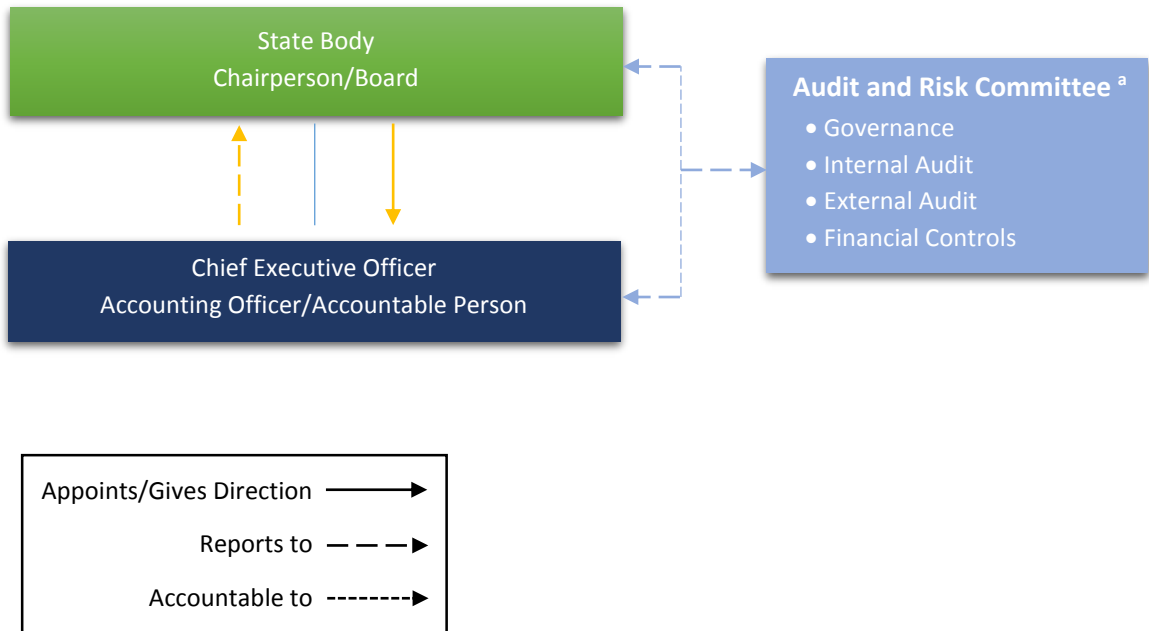 State Body
Chairperson/Board
Audit and Risk Committee ᵃ
• Governance
• Internal Audit
• External Audit
• Financial Controls
Chief Executive Officer
Accounting Officer/Accountable Person
Appoints/Gives Direction
Reports to
Accountable to